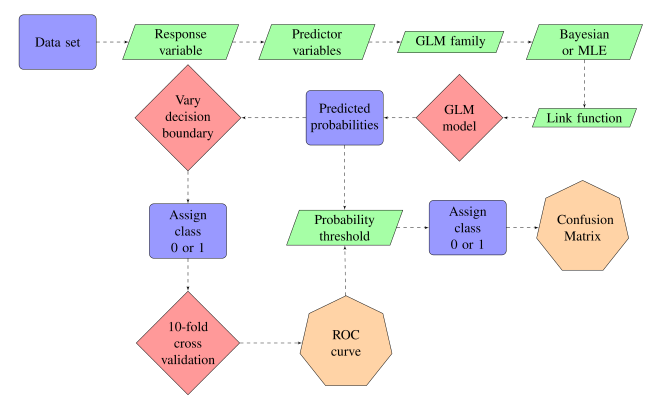 Data set
Response
variable
Predictor
variables
GLM family
Bayesian
or MLE
Vary
decision
boundary
Predicted
probabilities
GLM
model
Link function
Assign
class
0 or 1
Probability
threshold
Assign
class
0 or 1
Confusion
Matrix
10-fold
cross
validation
ROC
curve